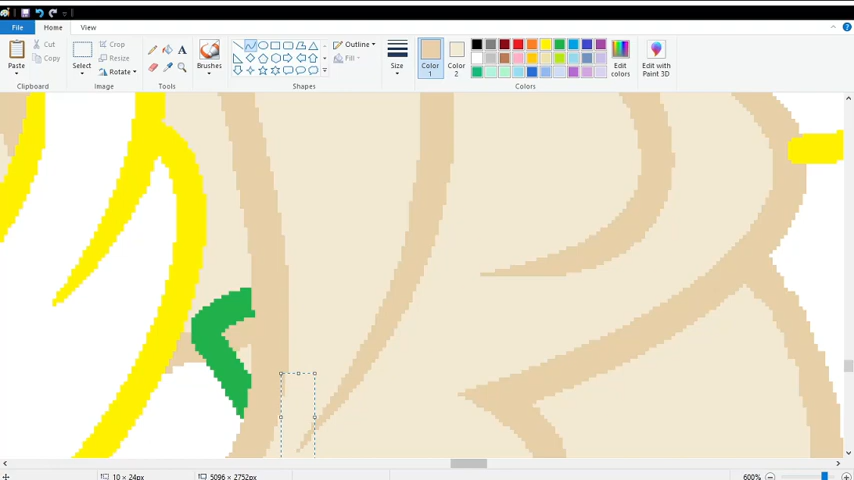 File Home View
Paste
Cut
Copy
Clipboard
Select
Crop
Resize
Rotate
Image
A
Tools
Brushes
Outline
Fill
Shapes
Size
Color 1
Color 2
Edit colors
Colors
Edit with Paint 3D
10 × 24px
5096 × 2752px
600%